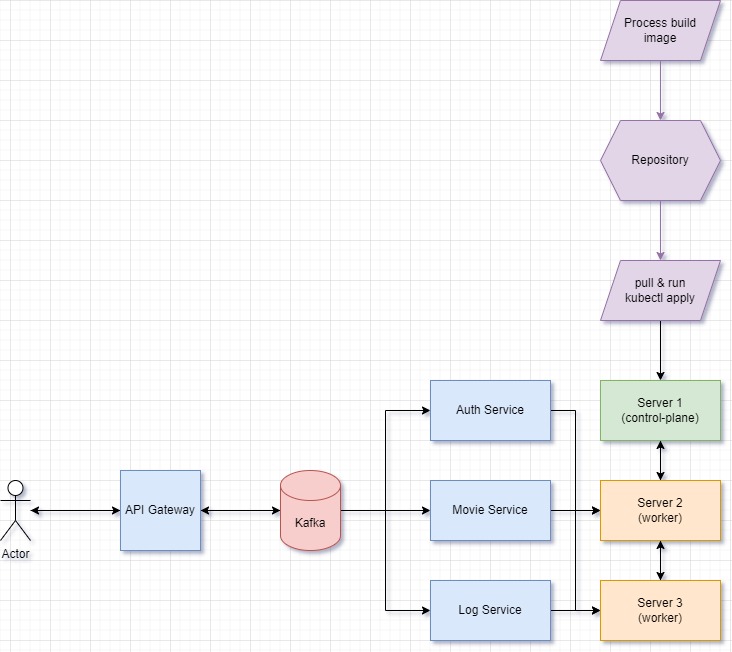 Process build
image
Repository
pull & run
kubectl apply
Auth Service
Server 1
(control-plane)
API Gateway
Kafka
Movie Service
Server 2
(worker)
Actor
Log Service
Server 3
(worker)